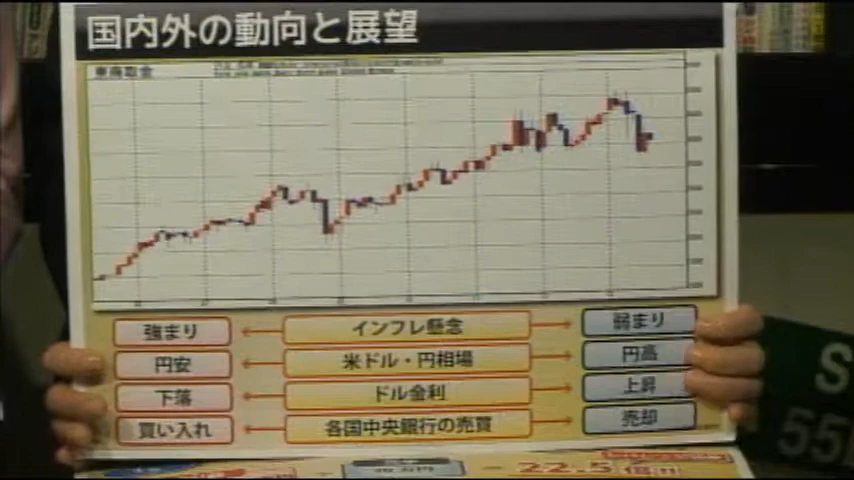 国内外の動向と展望
東商取金
強まり インフレ懸念 弱まり
円安 米ドル・円相場 円高
下落 ドル金利 上昇
買い入れ 各国中央銀行の売買 売却
22.5
S
55